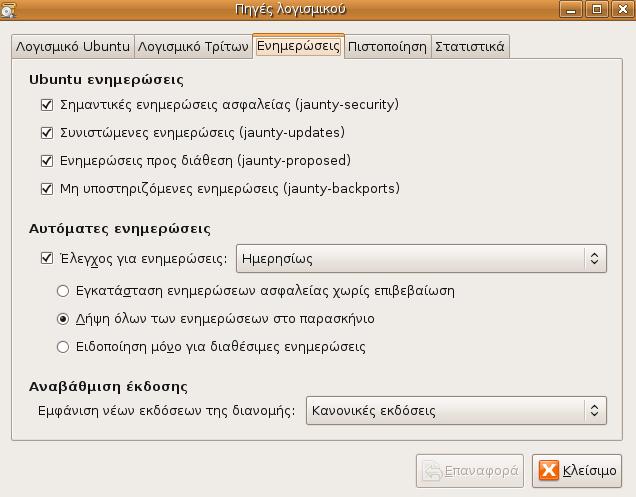 Πηγές λογισμικού
Λογισμικό Ubuntu Λογισμικό Τρίτων Ενημερώσεις Πιστοποίηση Στατιστικά
Ubuntu ενημερώσεις
Σημαντικές ενημερώσεις ασφαλείας (jaunty-security)
Συνιστώμενες ενημερώσεις (jaunty-updates)
Ενημερώσεις προς διάθεση (jaunty-proposed)
Μη υποστηριζόμενες ενημερώσεις (jaunty-backports)
Αυτόματες ενημερώσεις
Έλεγχος για ενημερώσεις: Ημερησίως
Εγκατάσταση ενημερώσεων ασφαλείας χωρίς επιβεβαίωση
Λήψη όλων των ενημερώσεων στο παρασκήνιο
Ειδοποίηση μόνο για διαθέσιμες ενημερώσεις
Αναβάθμιση έκδοσης
Εμφάνιση νέων εκδόσεων της διανομής: Κανονικές εκδόσεις
Επαναφορά Κλείσιμο